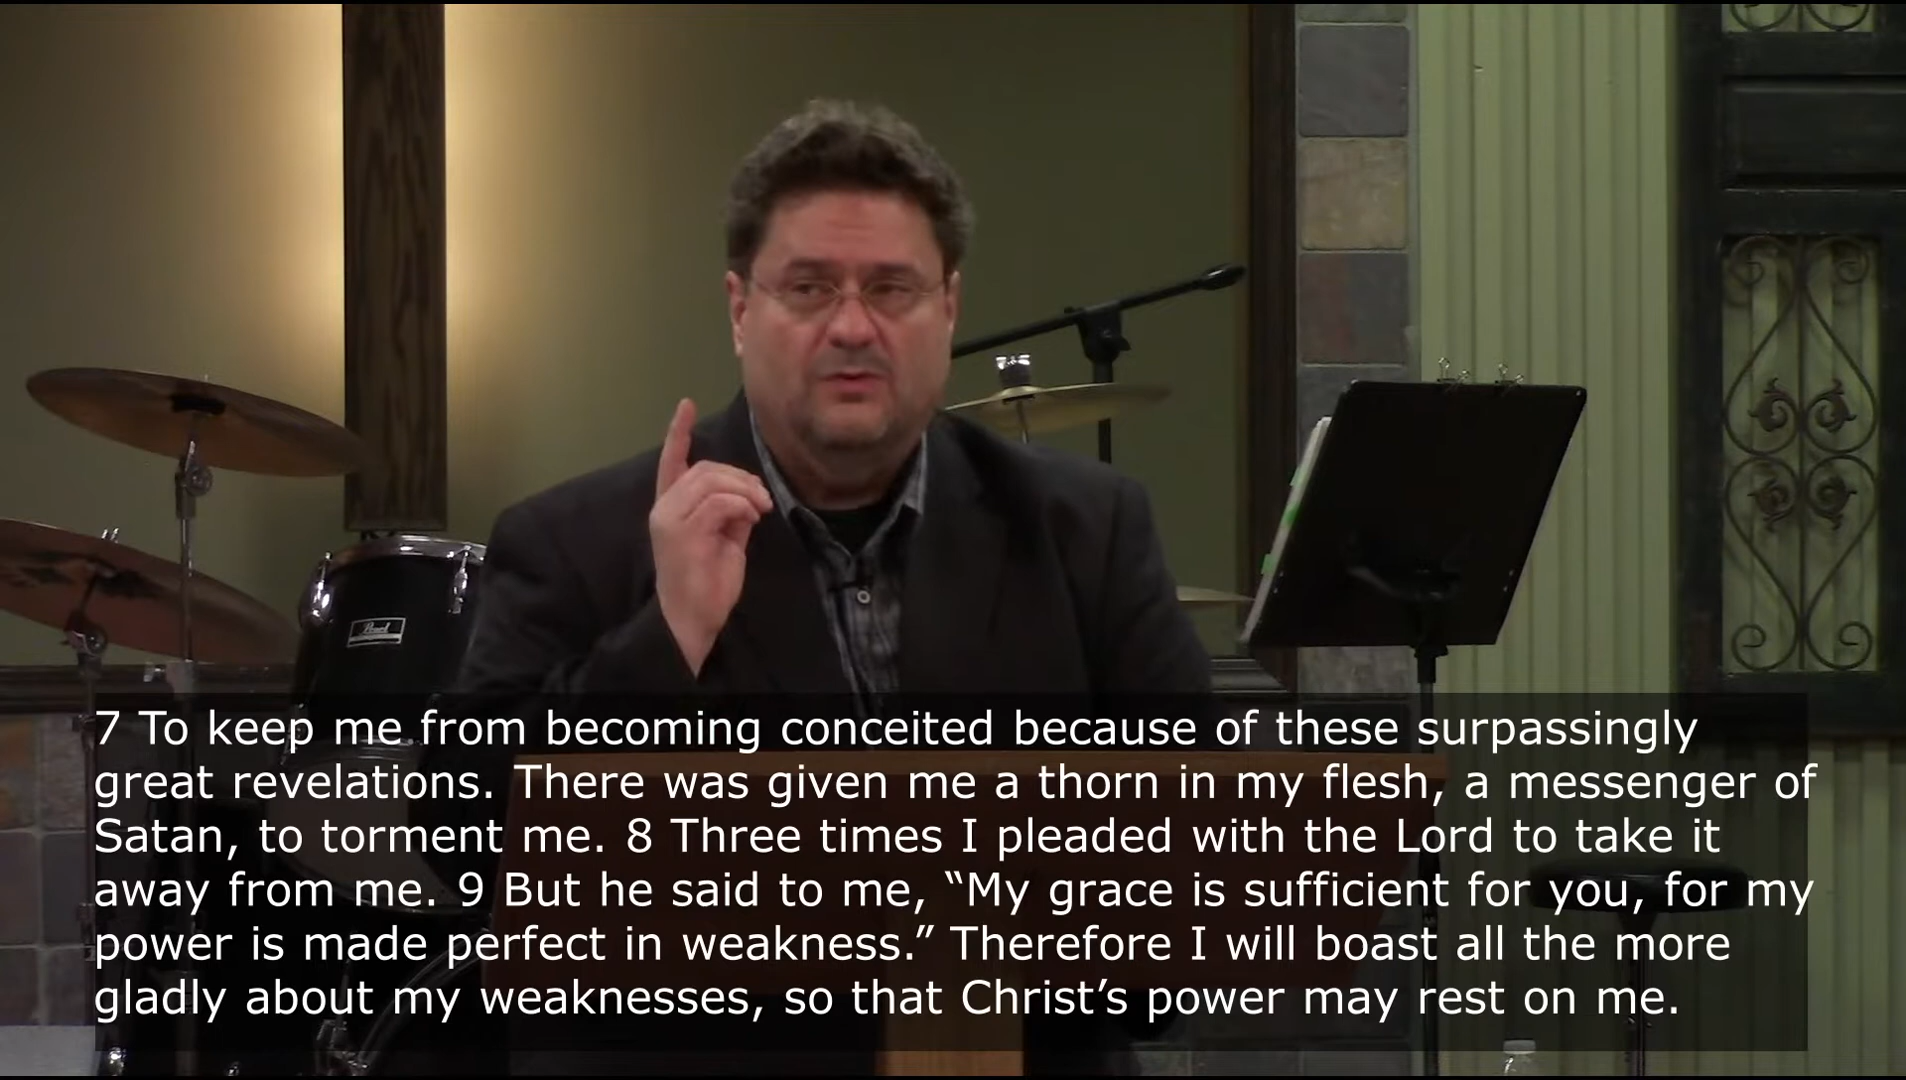 Pearl
7 To keep me from becoming conceited because of these surpassingly
great revelations. There was given me a thorn in my flesh, a messenger of
Satan, to torment me. 8 Three times I pleaded with the Lord to take it
away from me. 9 But he said to me, “My grace is sufficient for you, for my
power is made perfect in weakness.” Therefore I will boast all the more
gladly about my weaknesses, so that Christ’s power may rest on me.